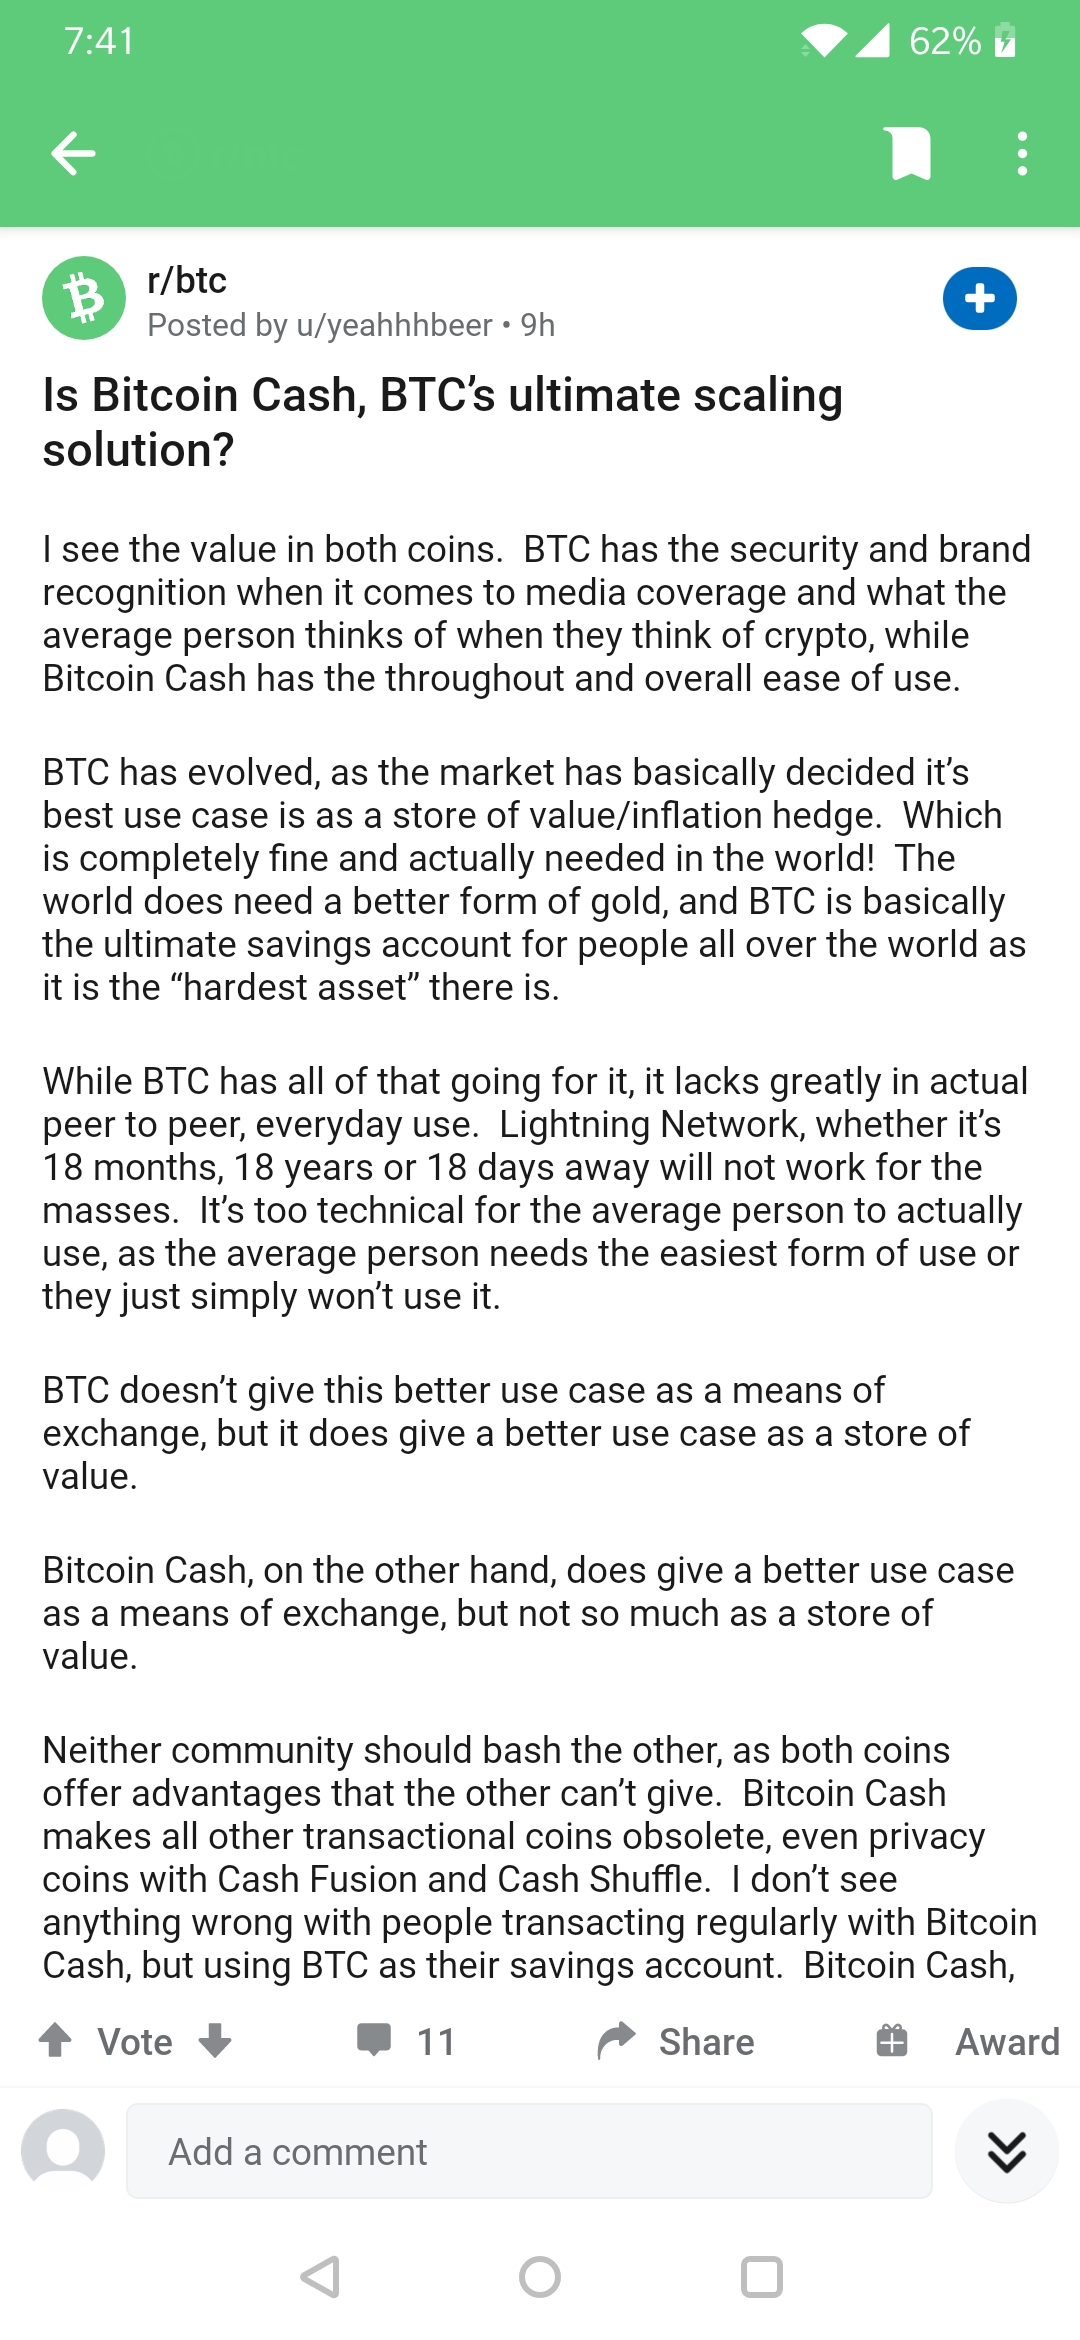 7:41
62%
r/btc
Posted by u/yeahhhbeer • 9h
Is Bitcoin Cash, BTC’s ultimate scaling
solution?
I see the value in both coins.  BTC has the security and brand
recognition when it comes to media coverage and what the
average person thinks of when they think of crypto, while
Bitcoin Cash has the throughout and overall ease of use.
BTC has evolved, as the market has basically decided it’s
best use case is as a store of value/inflation hedge.  Which
is completely fine and actually needed in the world!  The
world does need a better form of gold, and BTC is basically
the ultimate savings account for people all over the world as
it is the “hardest asset” there is.
While BTC has all of that going for it, it lacks greatly in actual
peer to peer, everyday use.  Lightning Network, whether it’s
18 months, 18 years or 18 days away will not work for the
masses.  It’s too technical for the average person to actually
use, as the average person needs the easiest form of use or
they just simply won’t use it.
BTC doesn’t give this better use case as a means of
exchange, but it does give a better use case as a store of
value.
Bitcoin Cash, on the other hand, does give a better use case
as a means of exchange, but not so much as a store of
value.
Neither community should bash the other, as both coins
offer advantages that the other can’t give.  Bitcoin Cash
makes all other transactional coins obsolete, even privacy
coins with Cash Fusion and Cash Shuffle.  I don’t see
anything wrong with people transacting regularly with Bitcoin
Cash, but using BTC as their savings account.  Bitcoin Cash,
Vote 11 Share Award
Add a comment